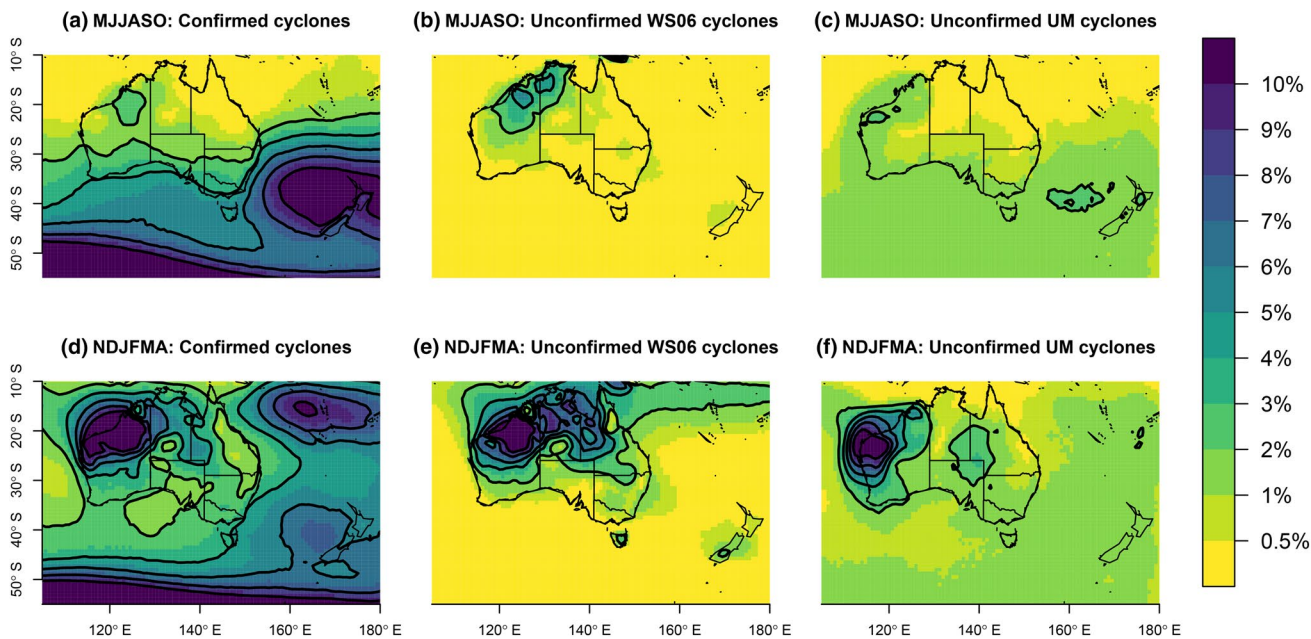 (a) MJJASO: Confirmed cyclones
(b) MJJASO: Unconfirmed WS06 cyclones
(c) MJJASO: Unconfirmed UM cyclones
10° S
20° S
30° S
40° S
50° S
(d) NDJFMA: Confirmed cyclones
(e) NDJFMA: Unconfirmed WS06 cyclones
(f) NDJFMA: Unconfirmed UM cyclones
10° S
20° S
30° S
40° S
50° S
120° E 140° E 160° E 180° E
120° E 140° E 160° E 180° E
120° E 140° E 160° E 180° E
10%
9%
8%
7%
6%
5%
4%
3%
2%
1%
0.5%